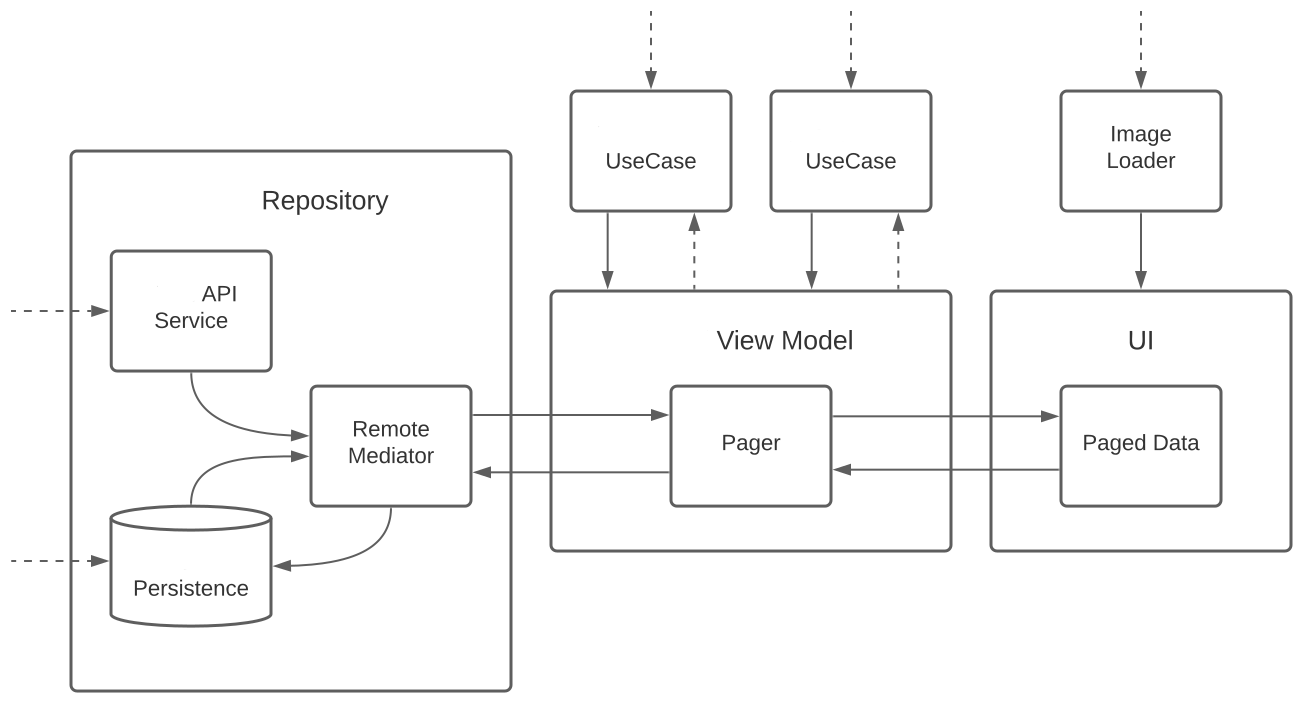 UseCase
UseCase
Image
Loader
Repository
API
Service
Remote
Mediator
Persistence
View Model
Pager
UI
Paged Data